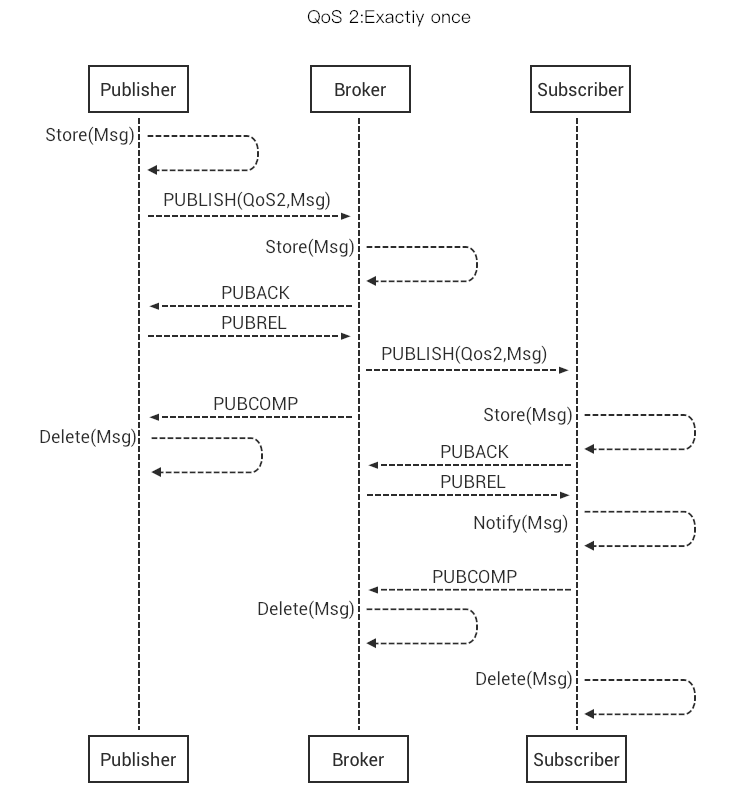 QoS 2:Exactiy once
Publisher
Broker
Subscriber
Store(Msg)
PUBLISH(QoS2,Msg)
Store(Msg)
PUBACK
PUBREL
PUBLISH(Qos2,Msg)
PUBCOMP
Store(Msg)
Delete(Msg)
PUBACK
PUBREL
Notify(Msg)
PUBCOMP
Delete(Msg)
Delete(Msg)
Publisher
Broker
Subscriber